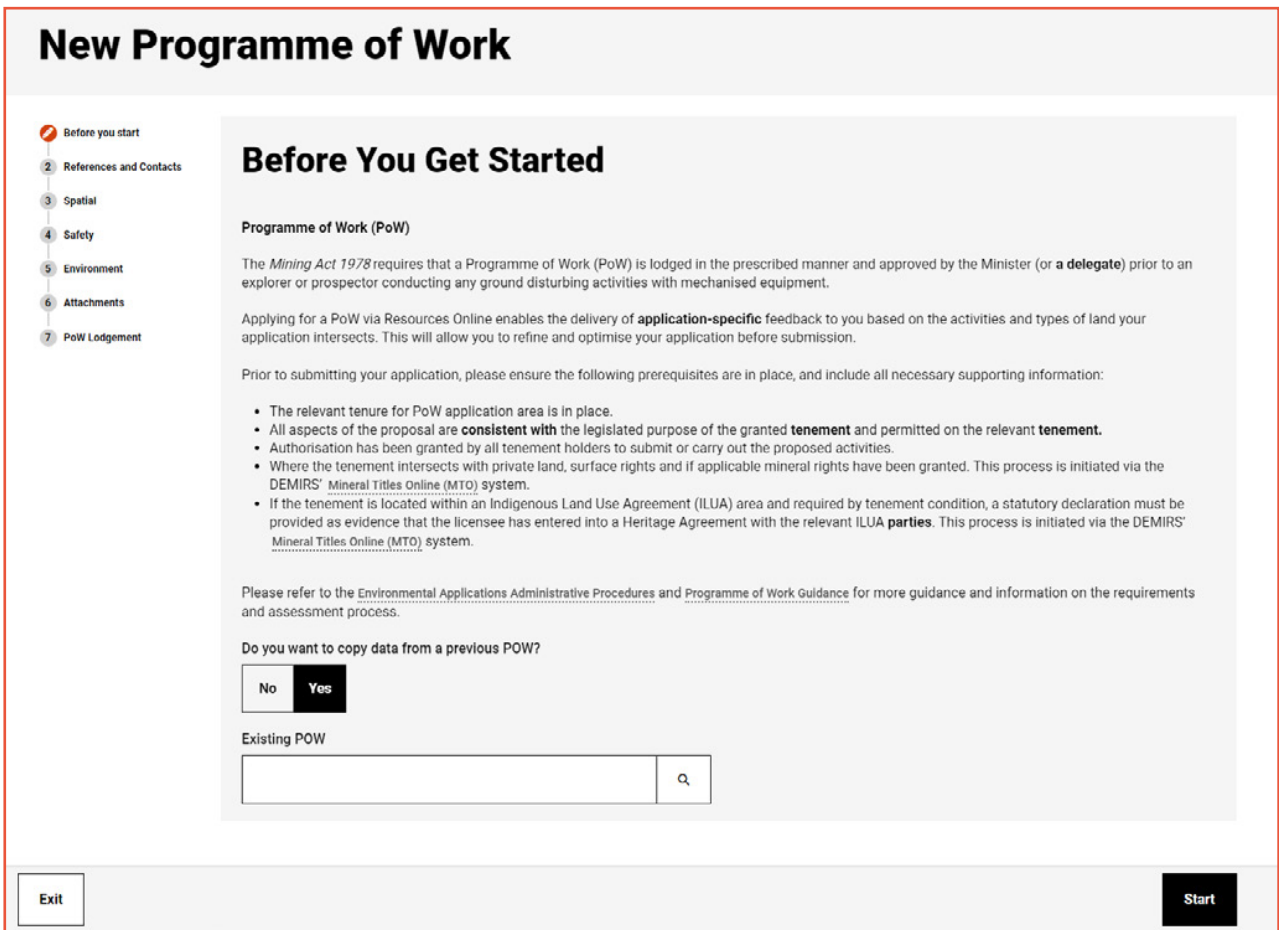 New Programme of Work
Before you start
2 References and Contacts
3 Spatial
4 Safety
5 Environment
6 Attachments
7 PoW Lodgement
Before You Get Started
Programme of Work (PoW)
The Mining Act 1978 requires that a Programme of Work (PoW) is lodged in the prescribed manner and approved by the Minister (or a delegate) prior to an
explorer or prospector conducting any ground disturbing activities with mechanised equipment.
Applying for a PoW via Resources Online enables the delivery of application-specific feedback to you based on the activities and types of land your
application intersects. This will allow you to refine and optimise your application before submission.
Prior to submitting your application, please ensure the following prerequisites are in place, and include all necessary supporting information:
• The relevant tenure for PoW application area is in place.
• All aspects of the proposal are consistent with the legislated purpose of the granted tenement and permitted on the relevant tenement.
• Authorisation has been granted by all tenement holders to submit or carry out the proposed activities.
• Where the tenement intersects with private land, surface rights and if applicable mineral rights have been granted. This process is initiated via the
DEMIRS' Mineral Titles Online (MTO) system.
• If the tenement is located within an Indigenous Land Use Agreement (ILUA) area and required by tenement condition, a statutory declaration must be
provided as evidence that the licensee has entered into a Heritage Agreement with the relevant ILUA parties. This process is initiated via the DEMIRS'
Mineral Titles Online (MTO) system.
Please refer to the Environmental Applications Administrative Procedures and Programme of Work Guidance for more guidance and information on the requirements
and assessment process.
Do you want to copy data from a previous POW?
No Yes
Existing POW
Exit Start